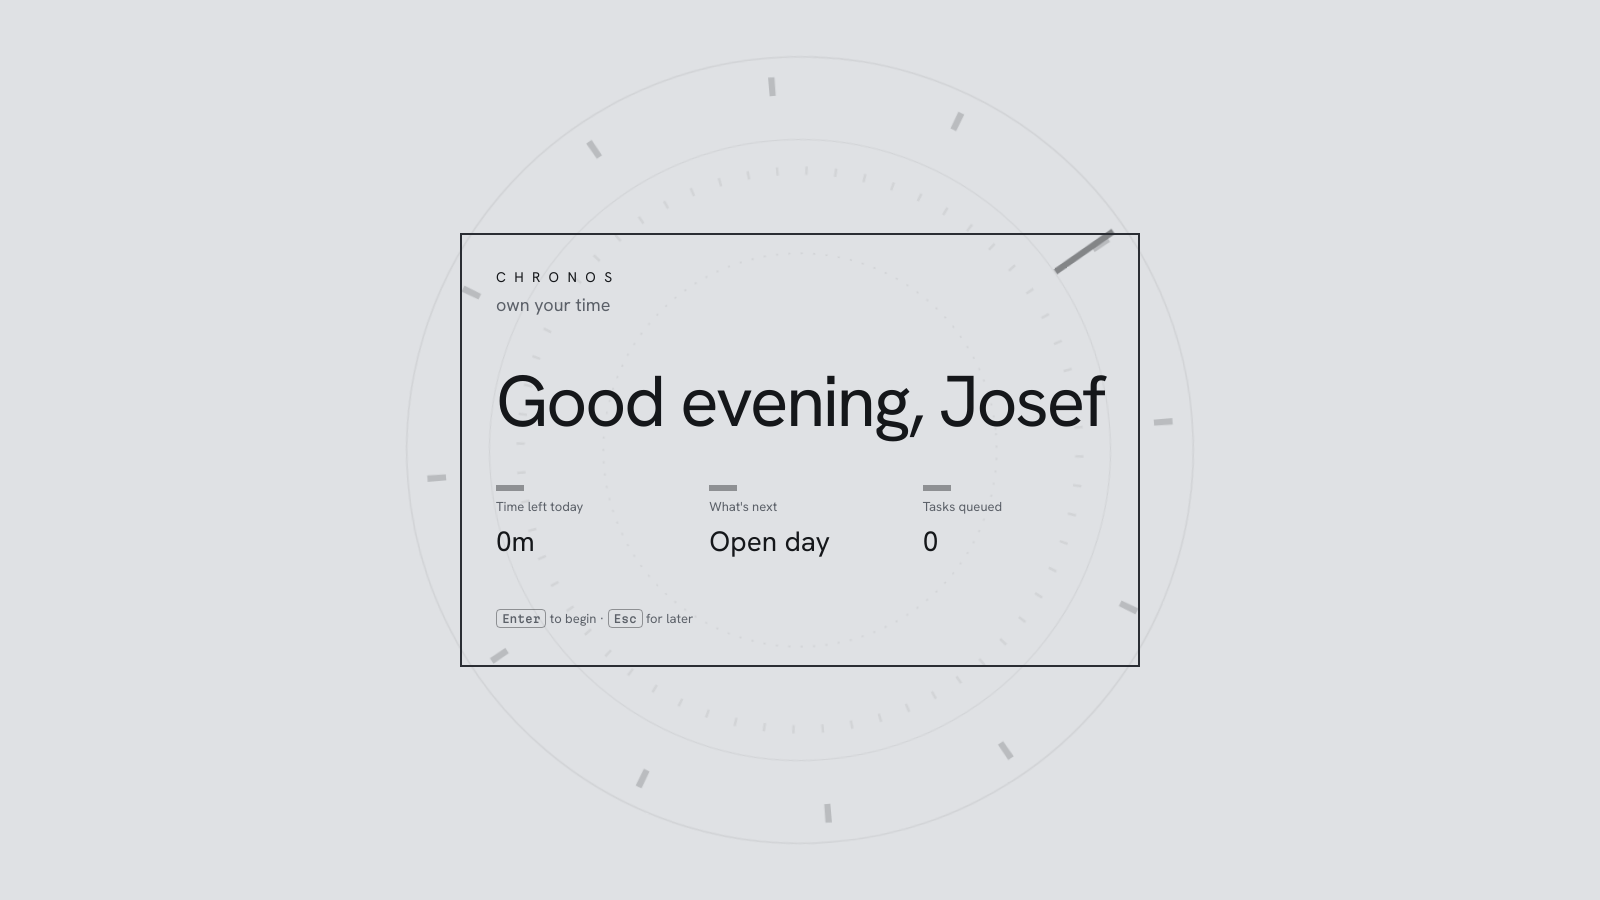 CHRONOS
own your time
Good evening, Josef
Time left today
What's next
Tasks queued
0m
Open day
0
Enter to begin · Esc for later